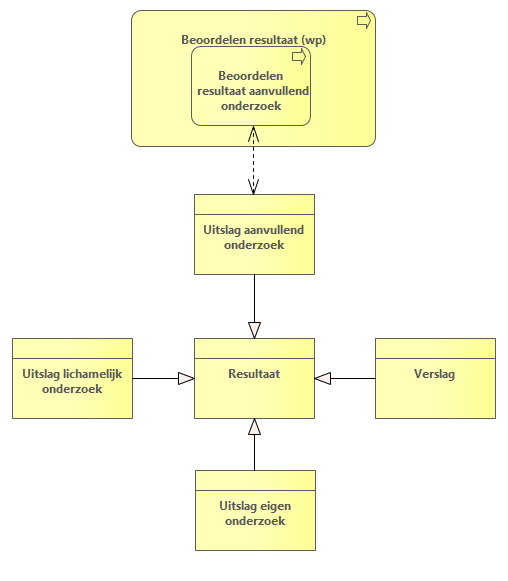 Beoordelen resultaat (wp)
Beoordelen
resultaat aanvullend
onderzoek
Uitslag aanvullend
onderzoek
Uitslag lichamelijk
onderzoek
Resultaat
Verslag
Uitslag eigen
onderzoek